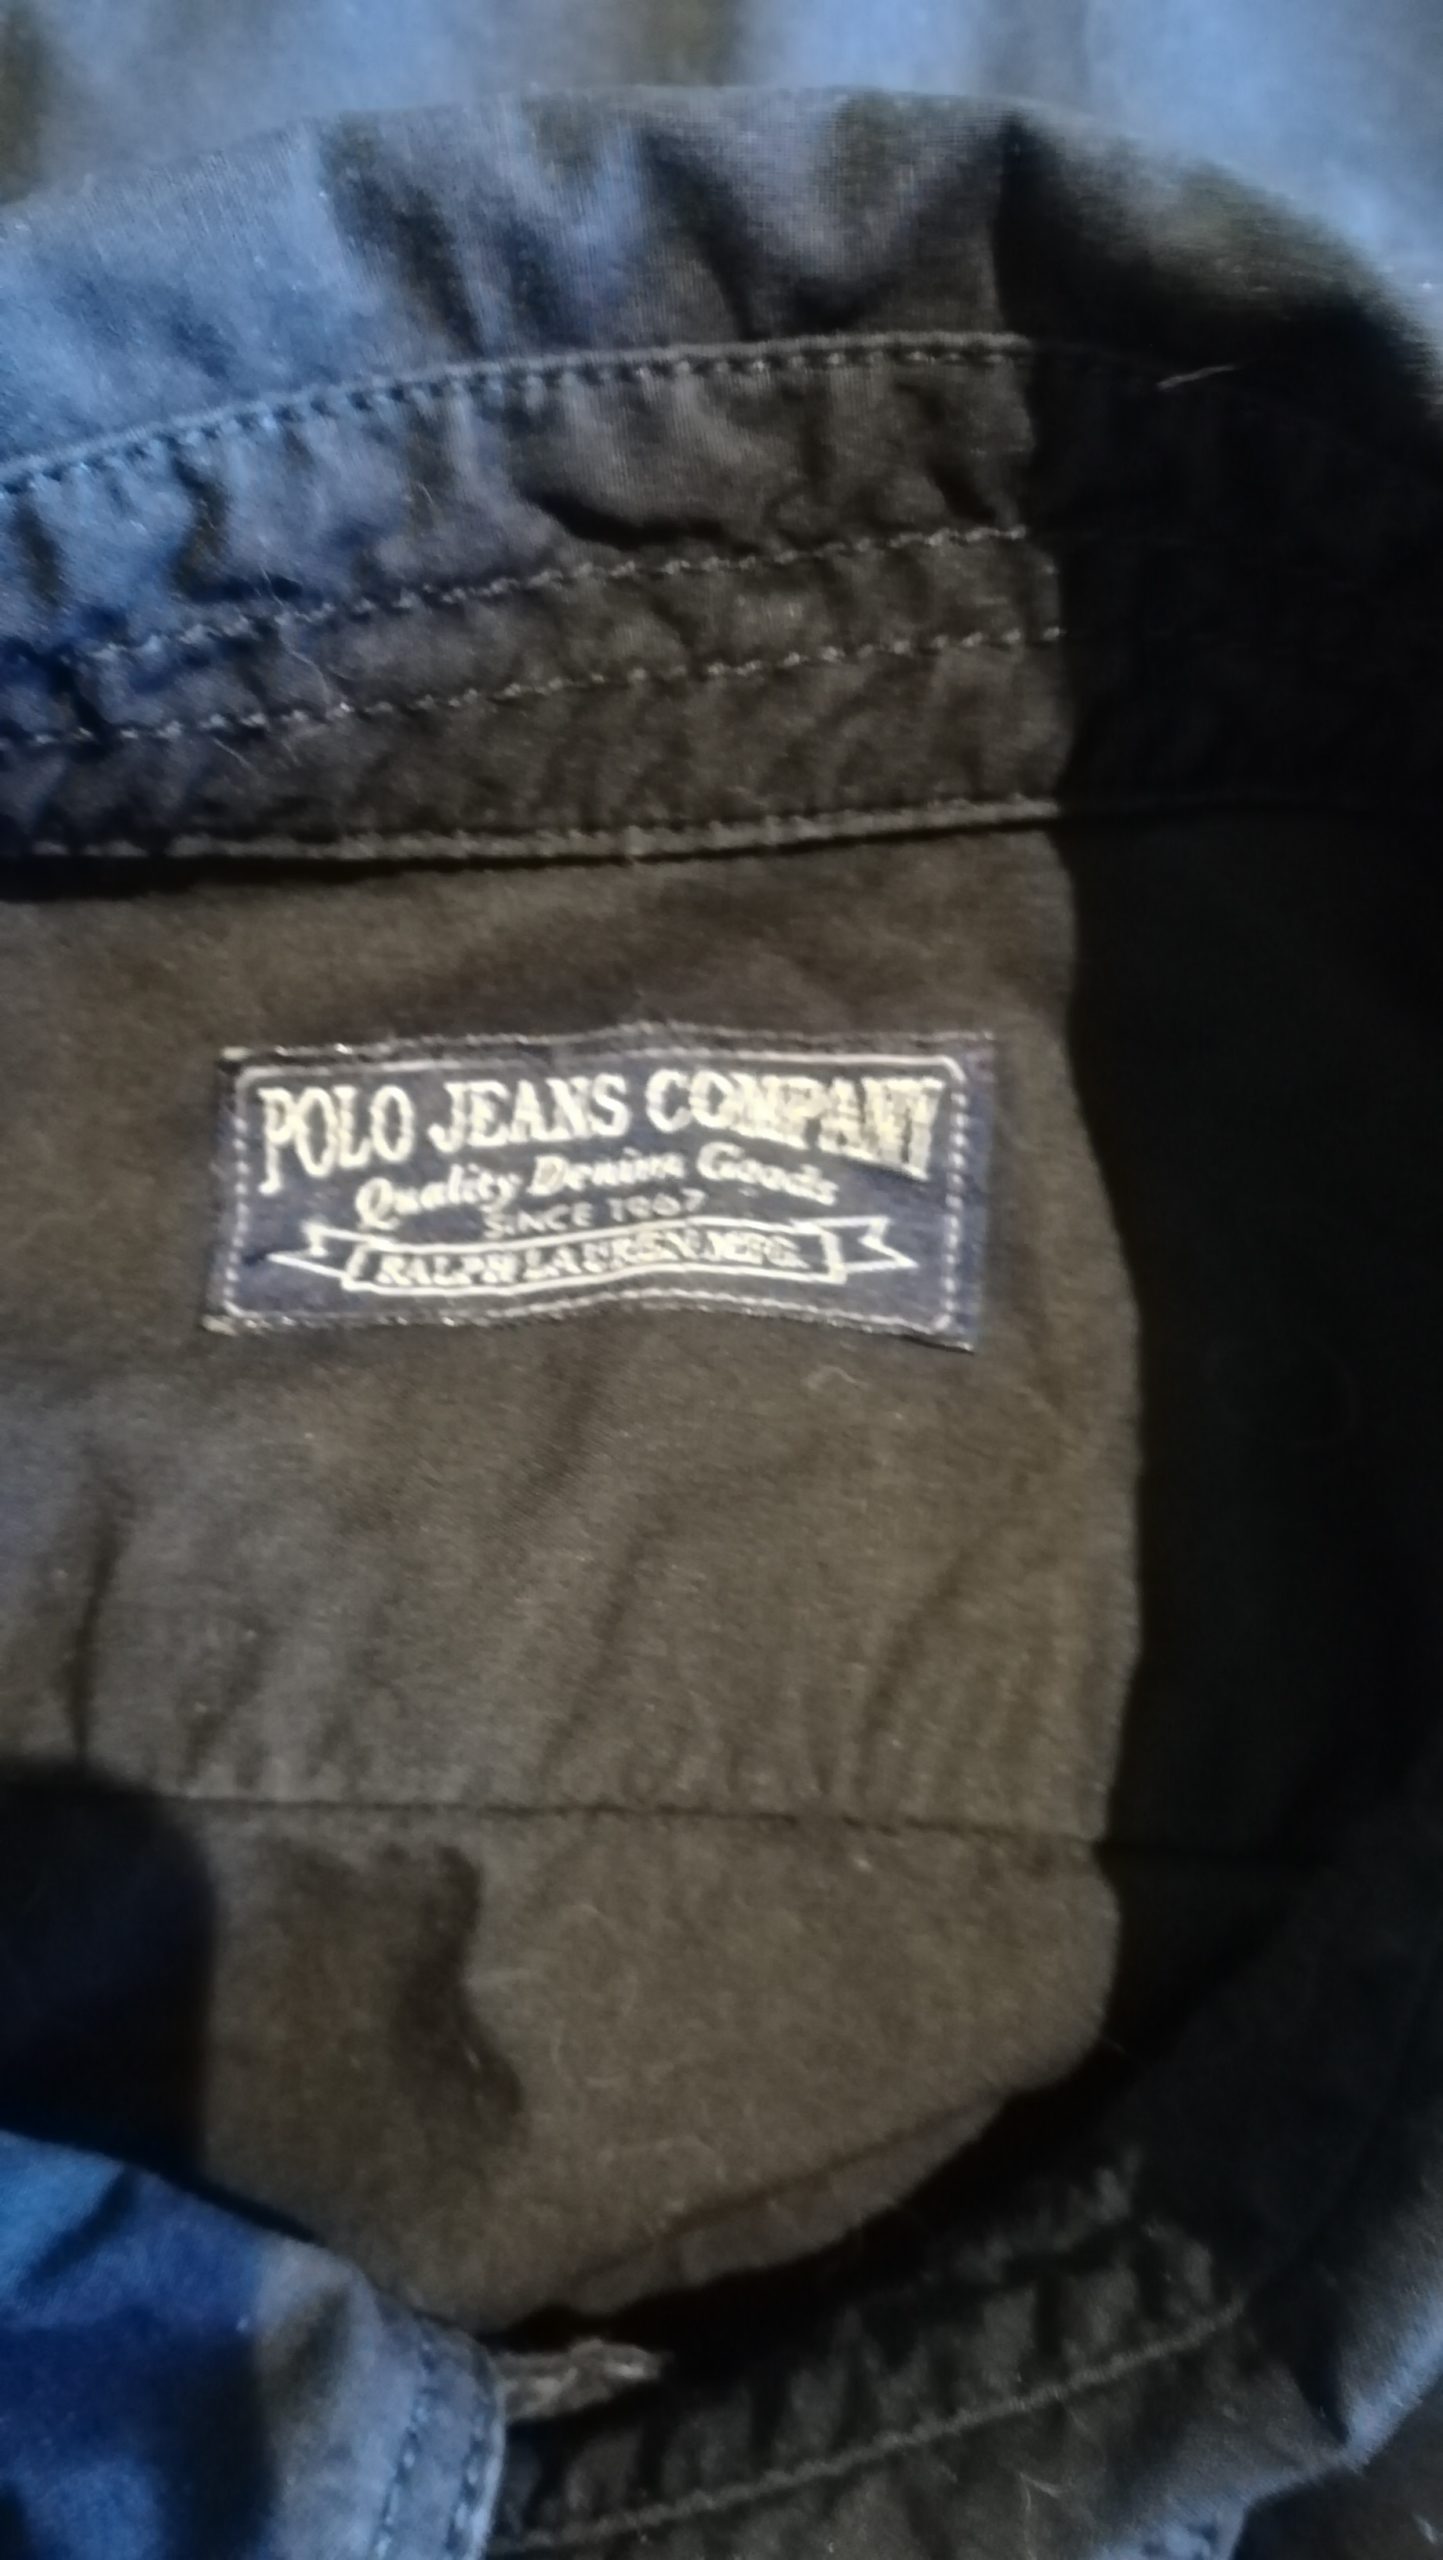 POLO JEANS COMPANY
Quality Denim Goods
SINCE 1967
RALPH LAUREN MFG.